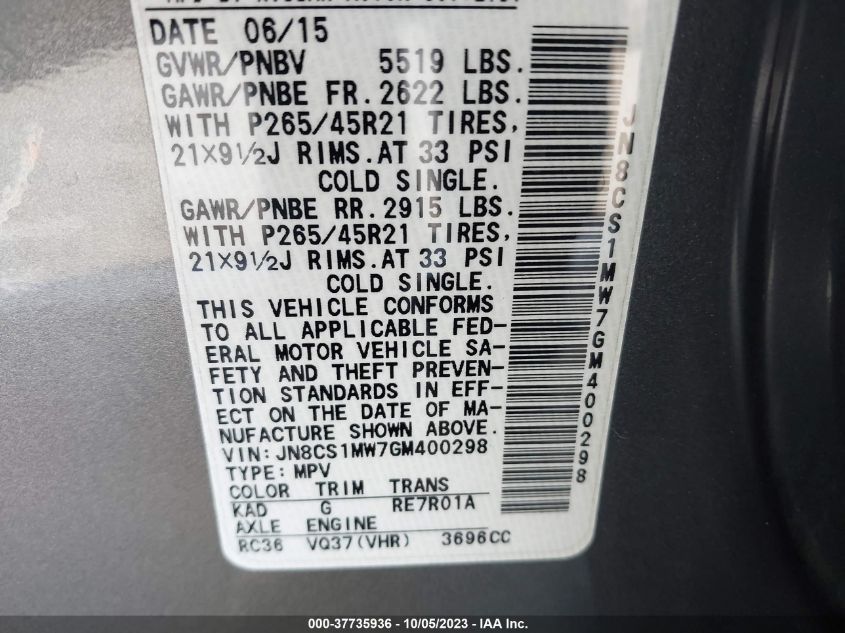 DATE 06/15
GVWR/PNBV 5519 LBS.
GAWR/PNBE FR. 2622 LBS.
WITH P265/45R21 TIRES,
21X9½J RIMS. AT 33 PSI
COLD SINGLE.
GAWR/PNBE RR. 2915 LBS.
WITH P265/45R21 TIRES,
21X9½J RIMS. AT 33 PSI
COLD SINGLE.
THIS VEHICLE CONFORMS
TO ALL APPLICABLE FED-
ERAL MOTOR VEHICLE SA-
FETY AND THEFT PREVEN-
TION STANDARDS IN EFF-
ECT ON THE DATE OF MA-
NUFACTURE SHOWN ABOVE.
VIN: JN8CS1MW7GM400298
TYPE: MPV
COLOR TRIM TRANS
KAD G RE7R01A
AXLE ENGINE
RC36 VQ37(VHR) 3696CC
JN8CS1MW7GM400298
000-37735936 - 10/05/2023 - IAA Inc.